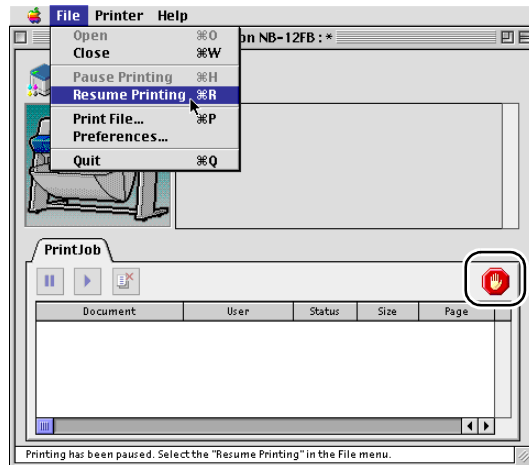 File Printer Help
on NB-12FB : *
Open ⌘O
Close ⌘W
Pause Printing ⌘H
Resume Printing ⌘R
Print File... ⌘P
Preferences...
Quit ⌘Q
PrintJob
Document User Status Size Page
Printing has been paused. Select the "Resume Printing" in the File menu.